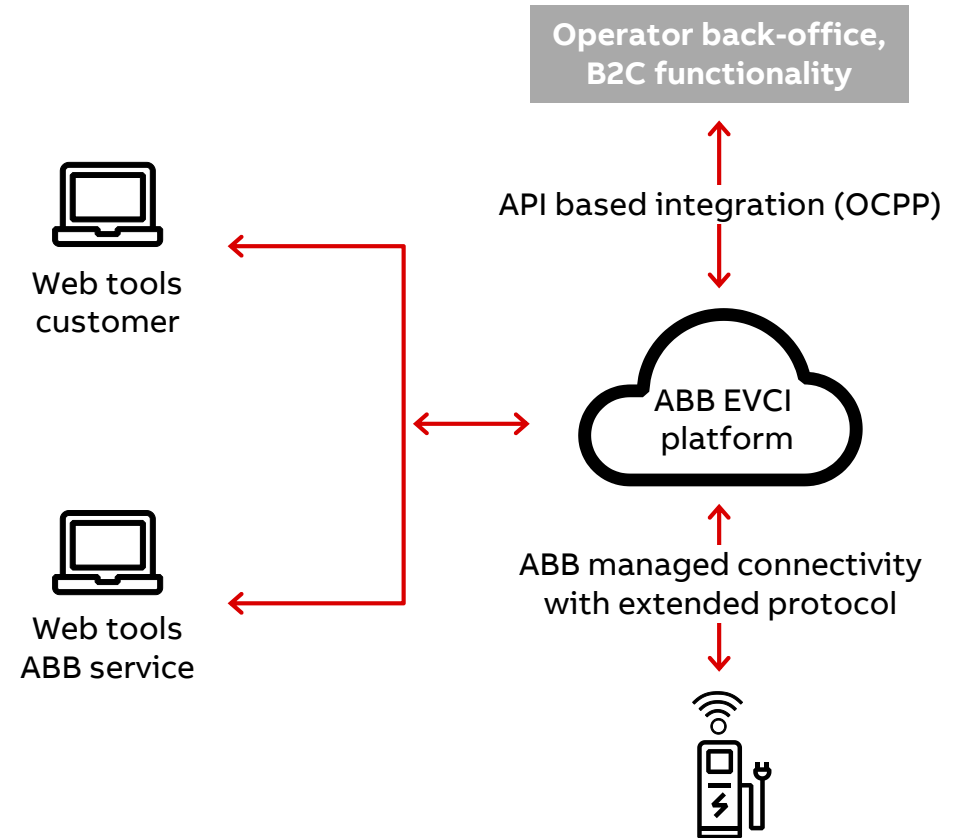 Operator back-office,
B2C functionality
API based integration (OCPP)
Web tools
customer
ABB EVCI
platform
ABB managed connectivity
with extended protocol
Web tools
ABB service